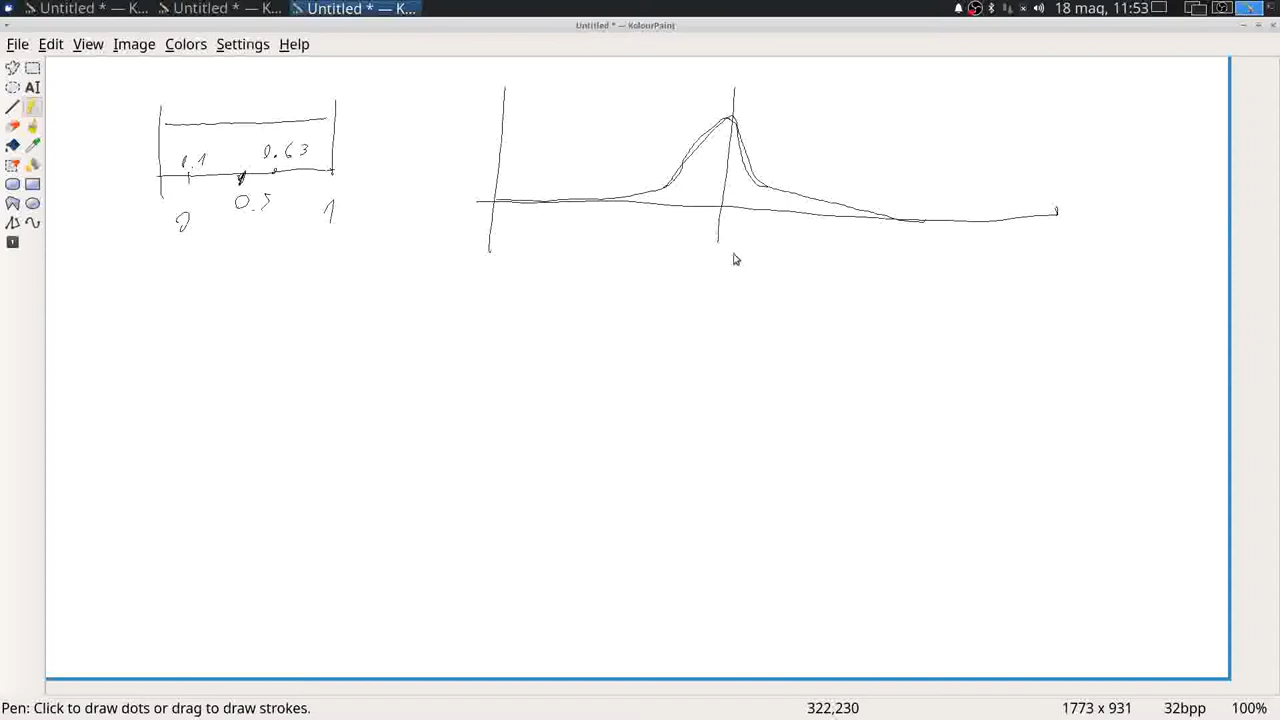 Untitled * — K...
Untitled * — K...
Untitled * — K...
18 mag, 11:53
Untitled * — KolourPaint
File Edit View Image Colors Settings Help
0.1 0.63
0 0.5 1
Pen: Click to draw dots or drag to draw strokes.
322,230
1773 x 931
32bpp
100%